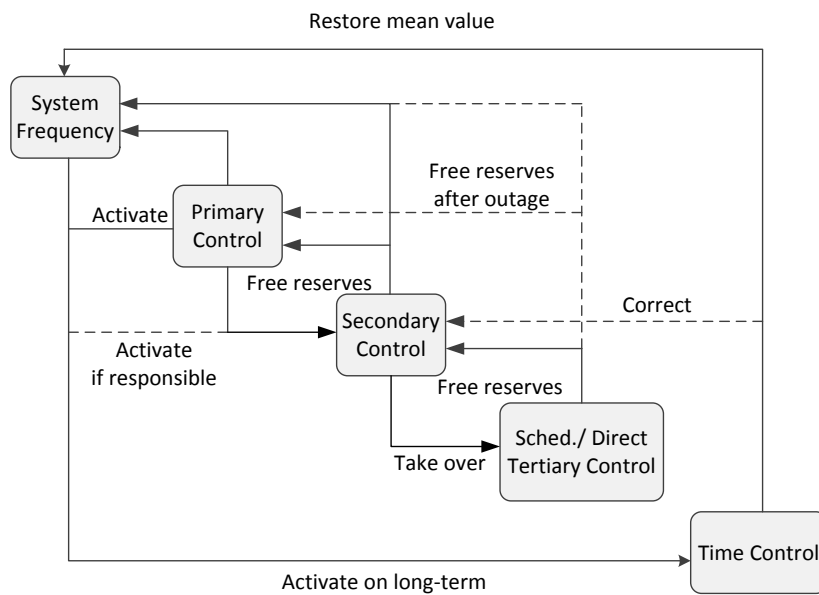 Restore mean value
System
Frequency
Free reserves
after outage
Activate
Primary
Control
Free reserves
Correct
Secondary
Control
Activate
if responsible
Free reserves
Sched./ Direct
Tertiary Control
Take over
Time Control
Activate on long-term